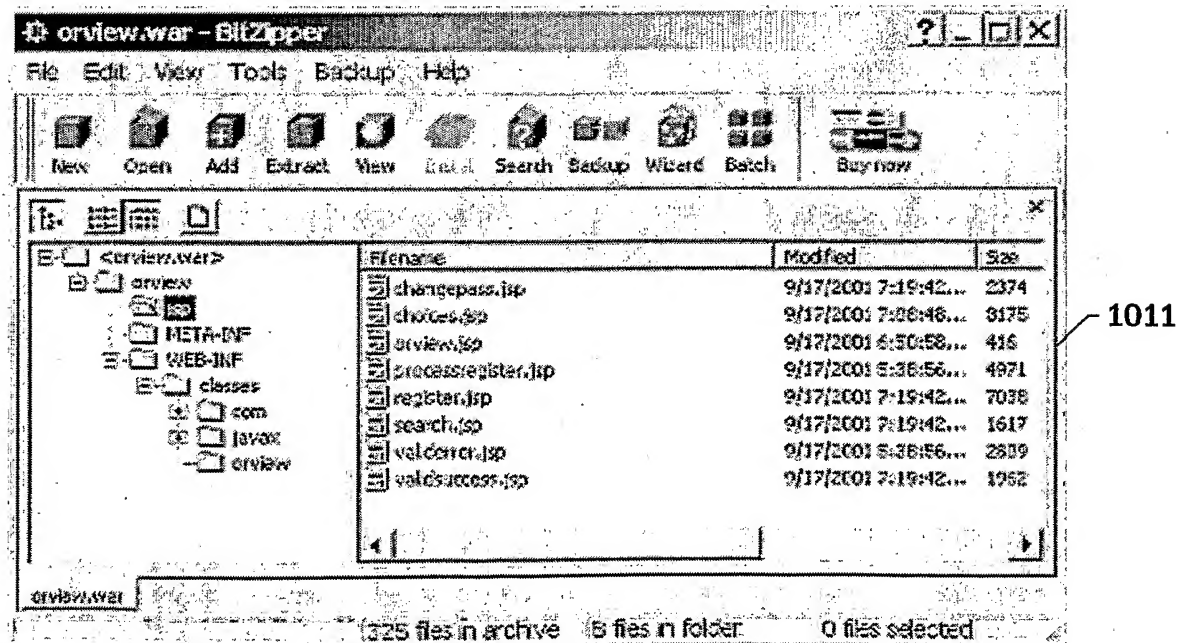 orview.war - BitZipper
File Edit View Tools Backup Help
New Open Add Extract View Search Backup Wizard Batch Buy now
<orview.war>
orview
jsp
META-INF
WEB-INF
classes
com
javax
orview
Filename Modified Size
changepass.jsp 9/17/2001 7:19:42... 2374
choices.jsp 9/17/2001 7:08:48... 3175
orview.jsp 9/17/2001 6:50:58... 416
processregister.jsp 9/17/2001 5:38:56... 4971
register.jsp 9/17/2001 7:19:42... 7038
search.jsp 9/17/2001 7:19:42... 1617
validerror.jsp 9/17/2001 5:38:56...
validsuccess.jsp 9/17/2001 7:19:42...
1011
orview.war
325 files in archive 8 files in folder 0 files selected